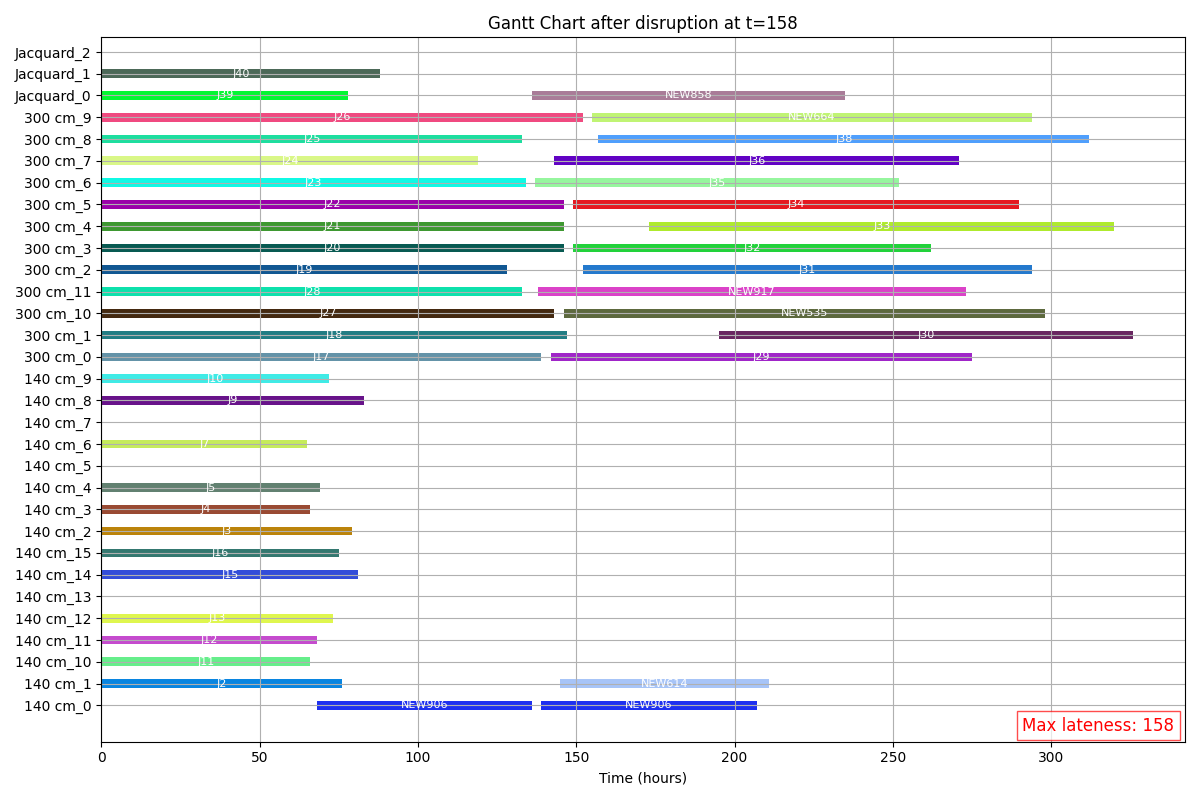 Gantt Chart after disruption at t=158
Jacquard_2
Jacquard_1 J40
Jacquard_0 J39 NEW858
300 cm_9 J26 NEW664
300 cm_8 J25 J38
300 cm_7 J24 J36
300 cm_6 J23 J35
300 cm_5 J22 J34
300 cm_4 J21 J33
300 cm_3 J20 J32
300 cm_2 J19 J31
300 cm_11 J28 NEW917
300 cm_10 J27 NEW535
300 cm_1 J18 J30
300 cm_0 J17 J29
140 cm_9 J10
140 cm_8 J9
140 cm_7
140 cm_6 J7
140 cm_5
140 cm_4 J5
140 cm_3 J4
140 cm_2 J3
140 cm_15 J16
140 cm_14 J15
140 cm_13
140 cm_12 J13
140 cm_11 J12
140 cm_10 J11
140 cm_1 J2 NEW614
140 cm_0 NEW906 NEW906
Max lateness: 158
0 50 100 150 200 250 300
Time (hours)